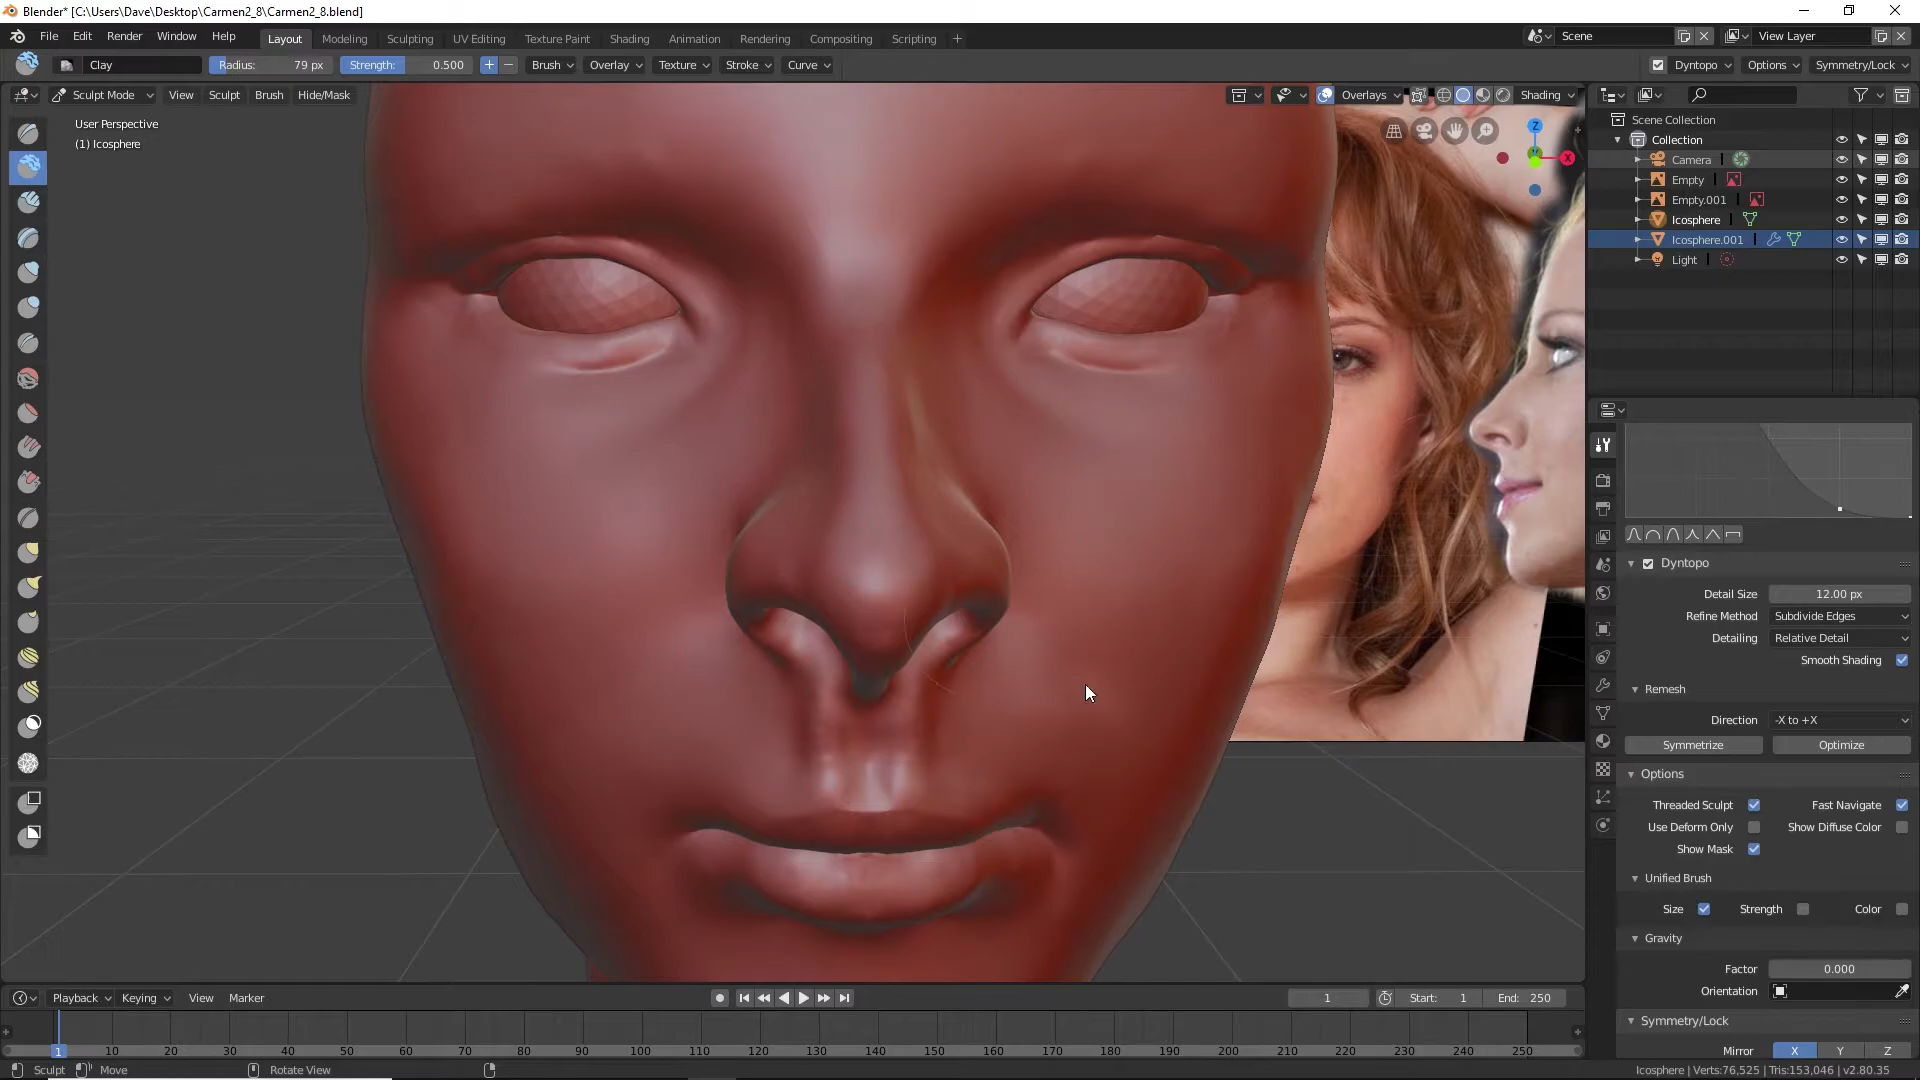 Blender* [C:\Users\Dave\Desktop\Carmen2_8\Carmen2_8.blend]
File Edit Render Window Help Layout Modeling Sculpting UV Editing Texture Paint Shading Animation Rendering Compositing Scripting + Scene View Layer
Clay Radius: 79 px Strength: 0.500 Brush Overlay Texture Stroke Curve Dyntopo Options Symmetry/Lock
Sculpt Mode View Sculpt Brush Hide/Mask Overlays Shading
User Perspective
(1) Icosphere
Z
Y
X
Scene Collection
Collection
Camera
Empty
Empty.001
Icosphere
Icosphere.001
Light
Dyntopo
Detail Size 12.00 px
Refine Method Subdivide Edges
Detailing Relative Detail
Smooth Shading
Remesh
Direction -X to +X
Symmetrize Optimize
Options
Threaded Sculpt Fast Navigate
Use Deform Only Show Diffuse Color
Show Mask
Unified Brush
Size Strength Color
Gravity
Factor 0.000
Orientation
Symmetry/Lock
Mirror X Y Z
Playback Keying View Marker 1 Start: 1 End: 250
1 10 20 30 40 50 60 70 80 90 100 110 120 130 140 150 160 170 180 190 200 210 220 230 240 250
Sculpt Move Rotate View Icosphere | Verts:76,525 | Tris:153,046 | v2.80.35